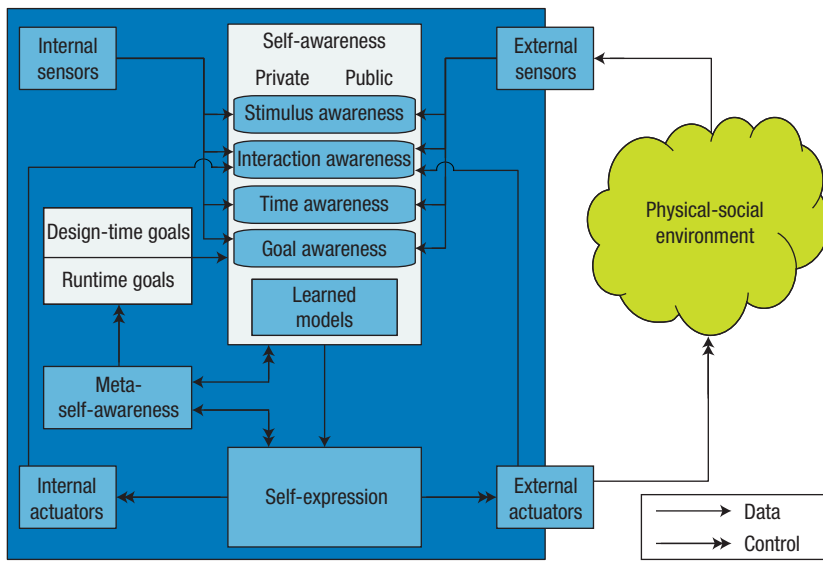 Internal
sensors
Self-awareness
Private Public
External
sensors
Stimulus awareness
Interaction awareness
Time awareness
Goal awareness
Design-time goals
Runtime goals
Learned
models
Physical-social
environment
Meta-
self-awareness
Internal
actuators
Self-expression
External
actuators
Data
Control